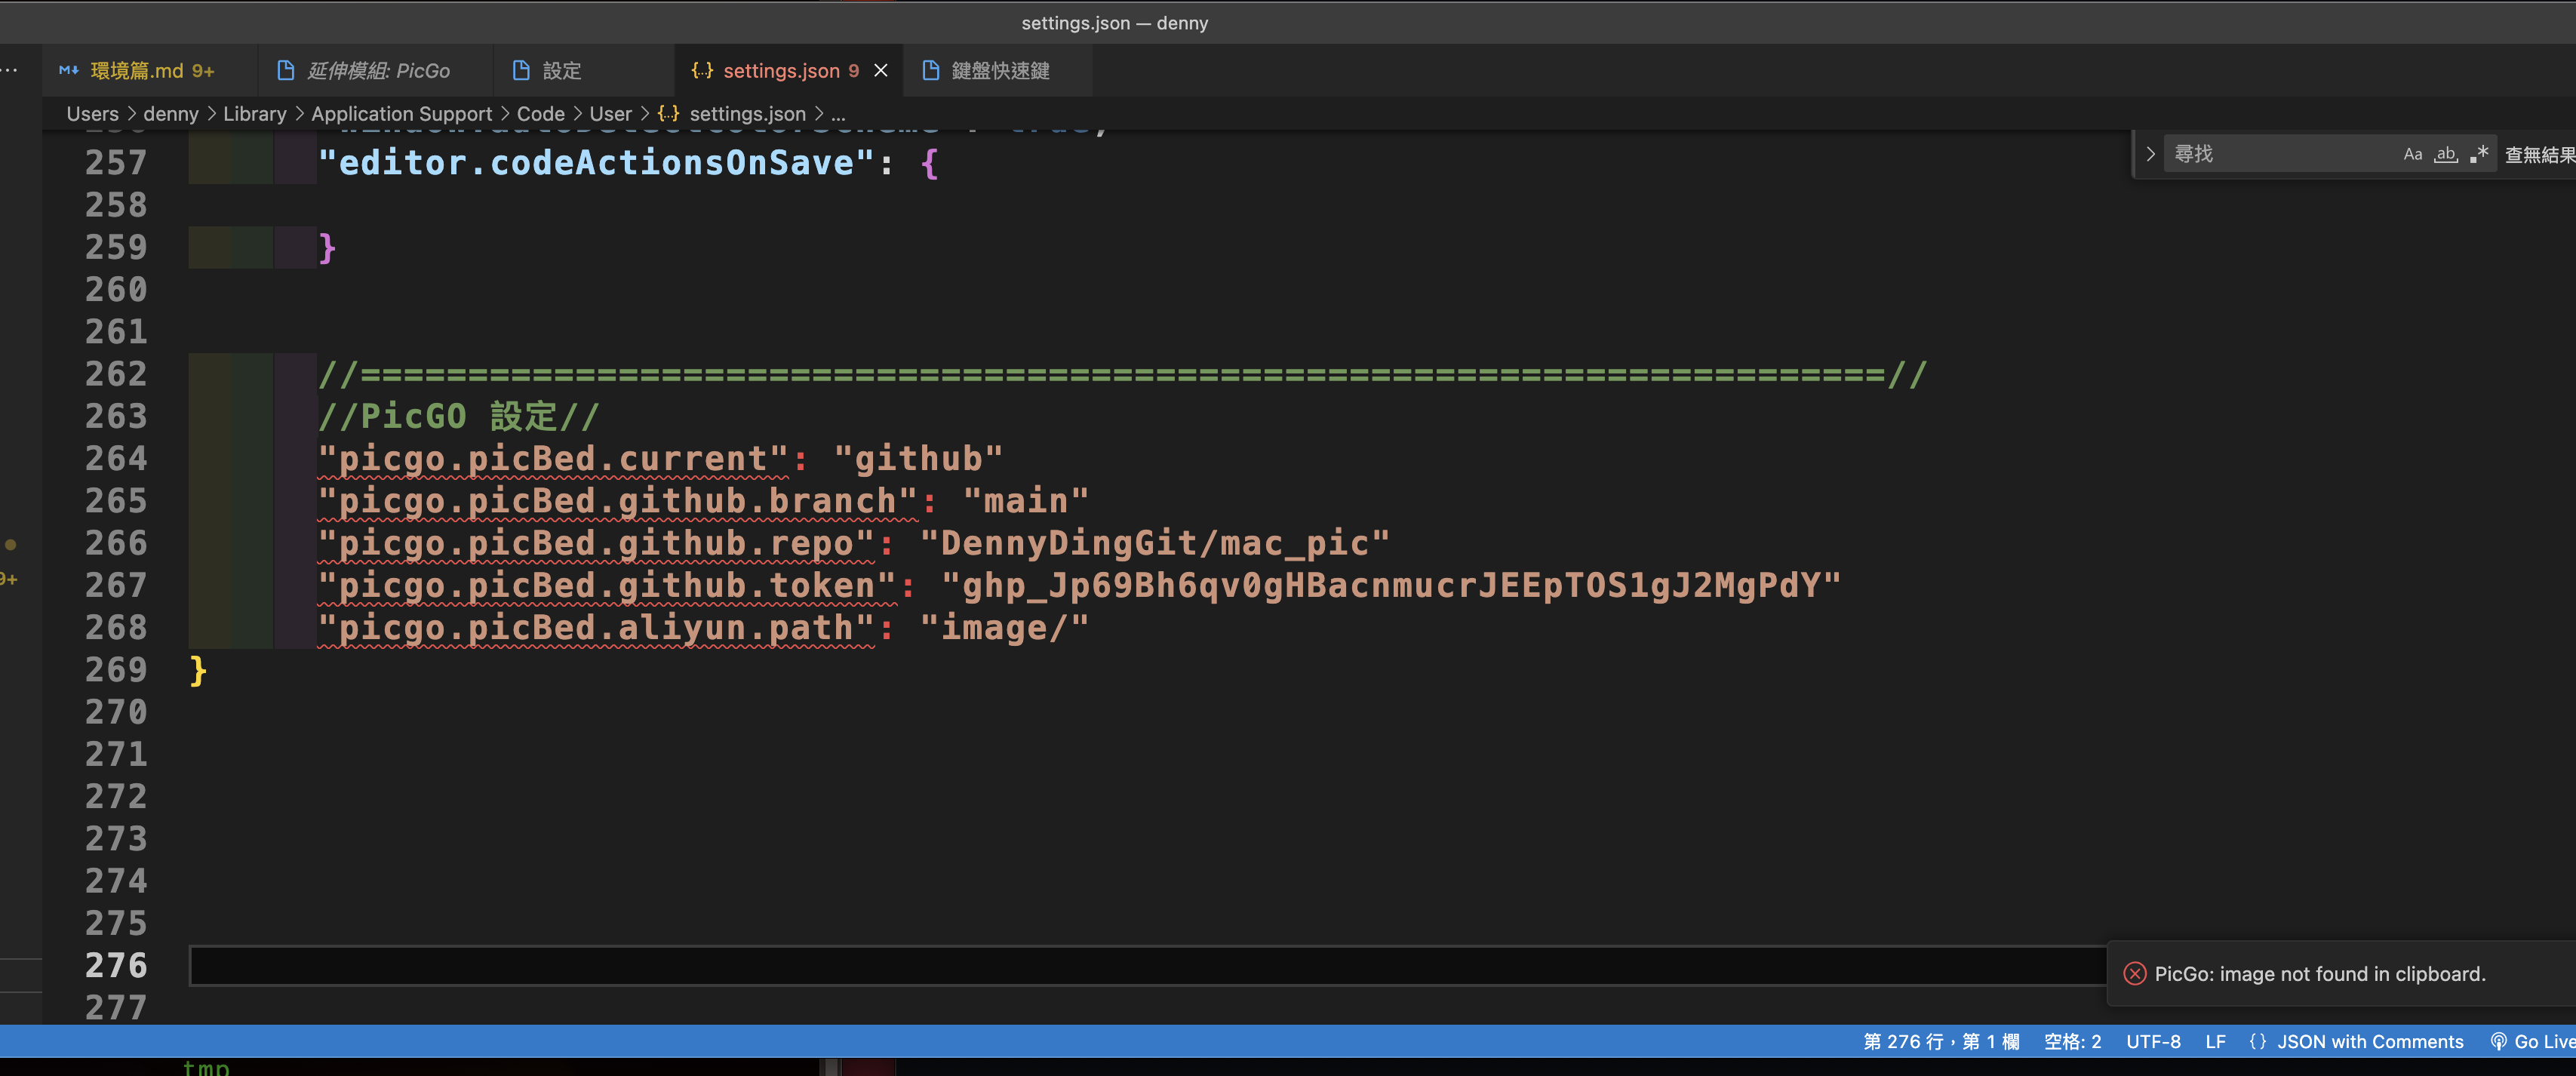 settings.json — denny
環境篇.md 9+
延伸模組: PicGo
設定
{..} settings.json 9
鍵盤快速鍵
Users > denny > Library > Application Support > Code > User > {..} settings.json > ...
尋找 Aa ab 查無結果
257 "editor.codeActionsOnSave": {
258
259 }
260
261
262 //=======================================================================//
263 //PicGO 設定//
264 "picgo.picBed.current": "github"
265 "picgo.picBed.github.branch": "main"
266 "picgo.picBed.github.repo": "DennyDingGit/mac_pic"
267 "picgo.picBed.github.token": "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"
268 "picgo.picBed.aliyun.path": "image/"
269 }
270
271
272
273
274
275
276
277
9+
PicGo: image not found in clipboard.
第 276 行，第 1 欄 空格: 2 UTF-8 LF {} JSON with Comments Go Live
tmp